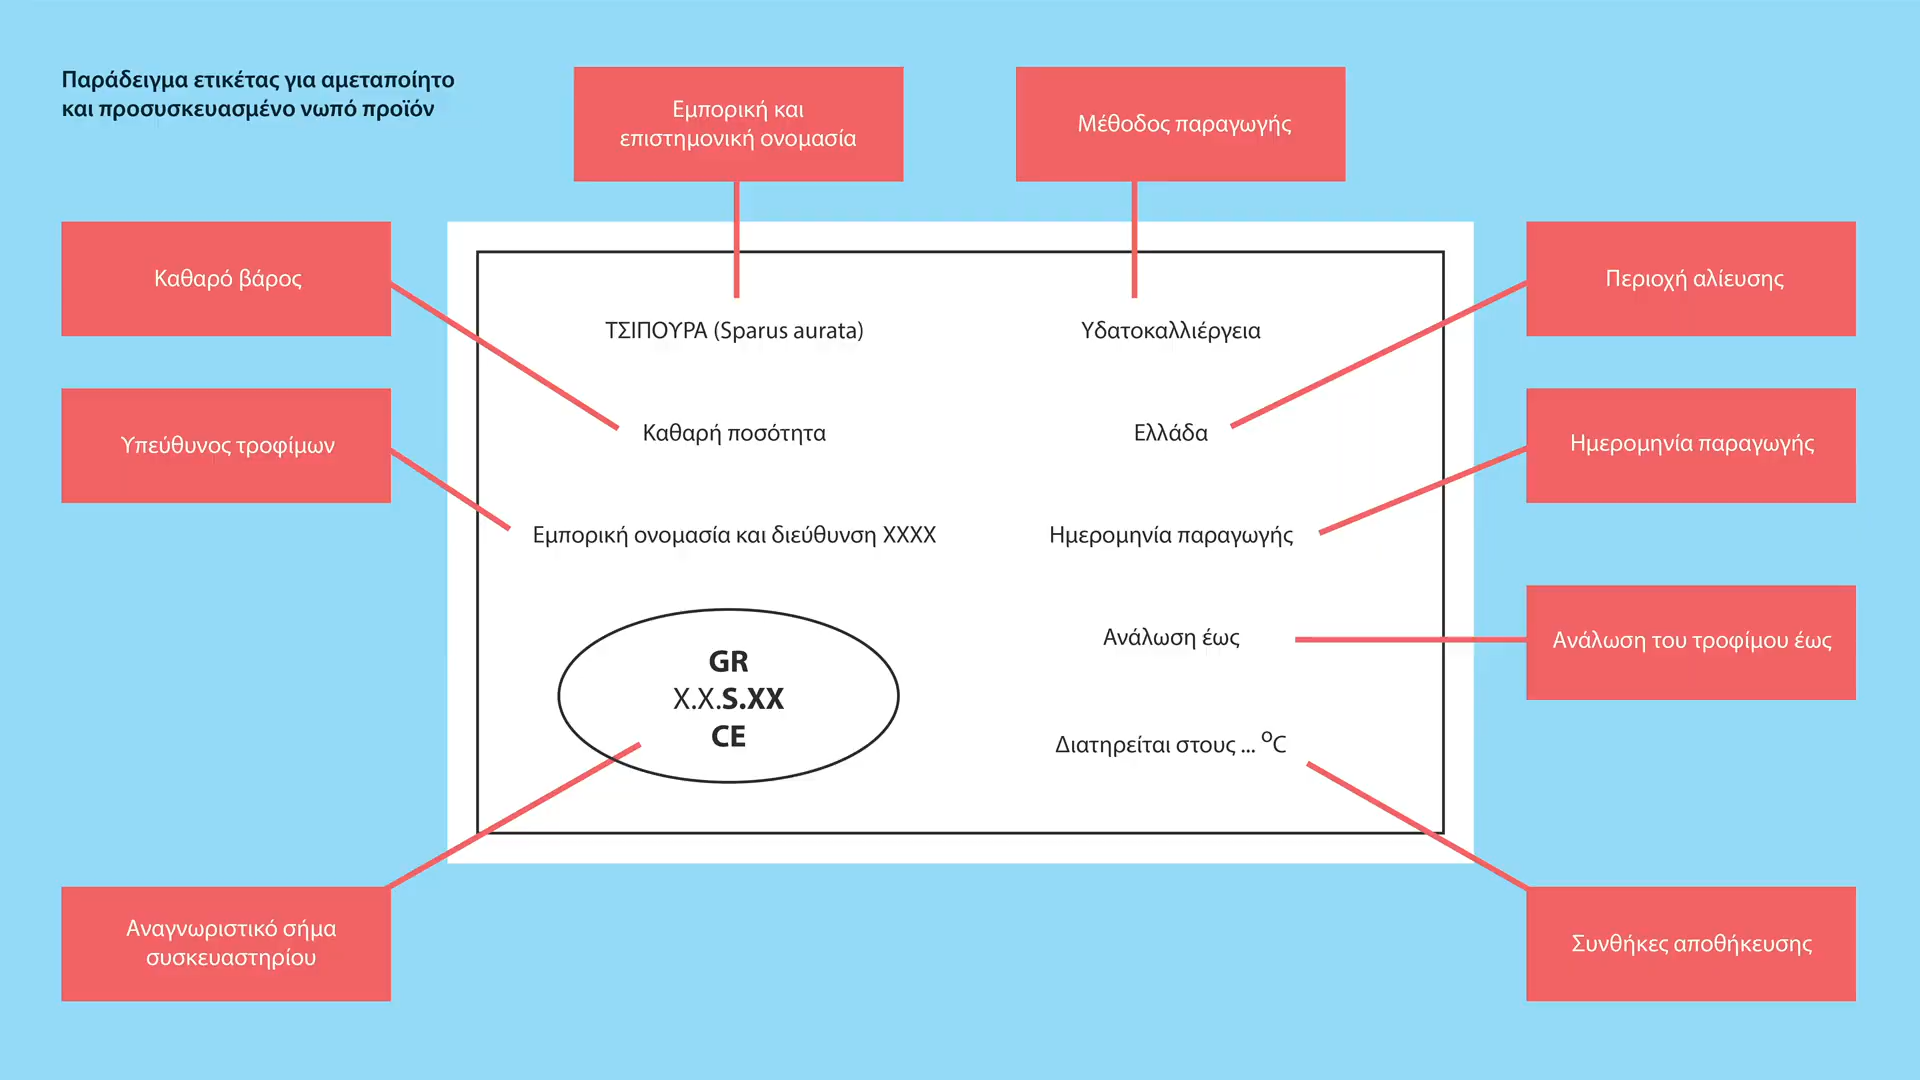 Παράδειγμα ετικέτας για αμεταποίητο
και προσυσκευασμένο νωπό προϊόν
Εμπορική και
επιστημονική ονομασία
Μέθοδος παραγωγής
Καθαρό βάρος
Περιοχή αλίευσης
ΤΣΙΠΟΥΡΑ (Sparus aurata)
Υδατοκαλλιέργεια
Υπεύθυνος τροφίμων
Καθαρή ποσότητα
Ελλάδα
Ημερομηνία παραγωγής
Εμπορική ονομασία και διεύθυνση XXXX
Ημερομηνία παραγωγής
Ανάλωση έως
Ανάλωση του τροφίμου έως
GR
X.X.S.XX
CE
Διατηρείται στους ... ºC
Αναγνωριστικό σήμα
συσκευαστηρίου
Συνθήκες αποθήκευσης